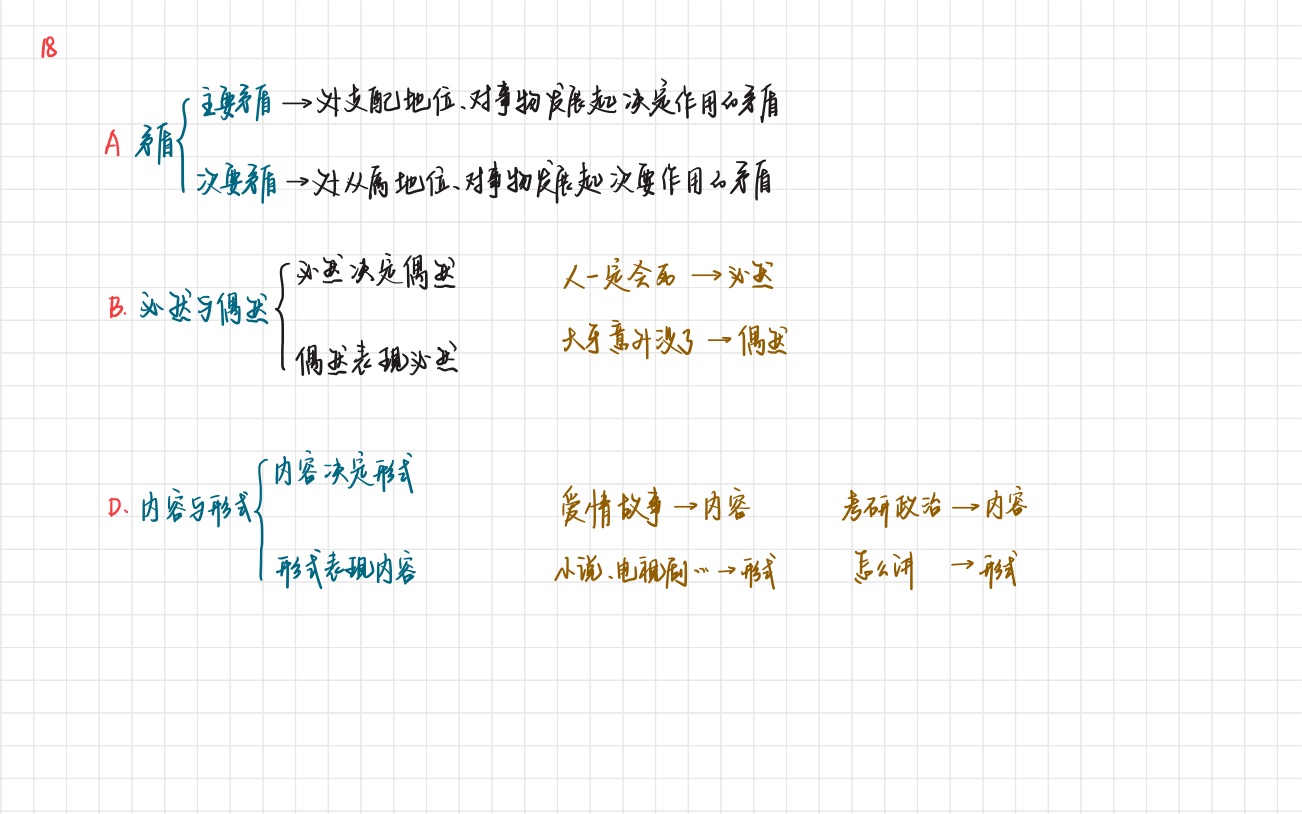 18
主要矛盾→处支配地位、对事物发展起决定作用的矛盾
A 矛盾
次要矛盾→处从属地位、对事物发展起次要作用的矛盾
必然决定偶然 人一定会死→必然
B. 必然与偶然
偶然表现必然 大牙意外没了→偶然
内容决定形式
D、内容与形式 爱情故事→内容 考研政治→内容
形式表现内容 小说、电视剧…→形式 怎么讲→形式